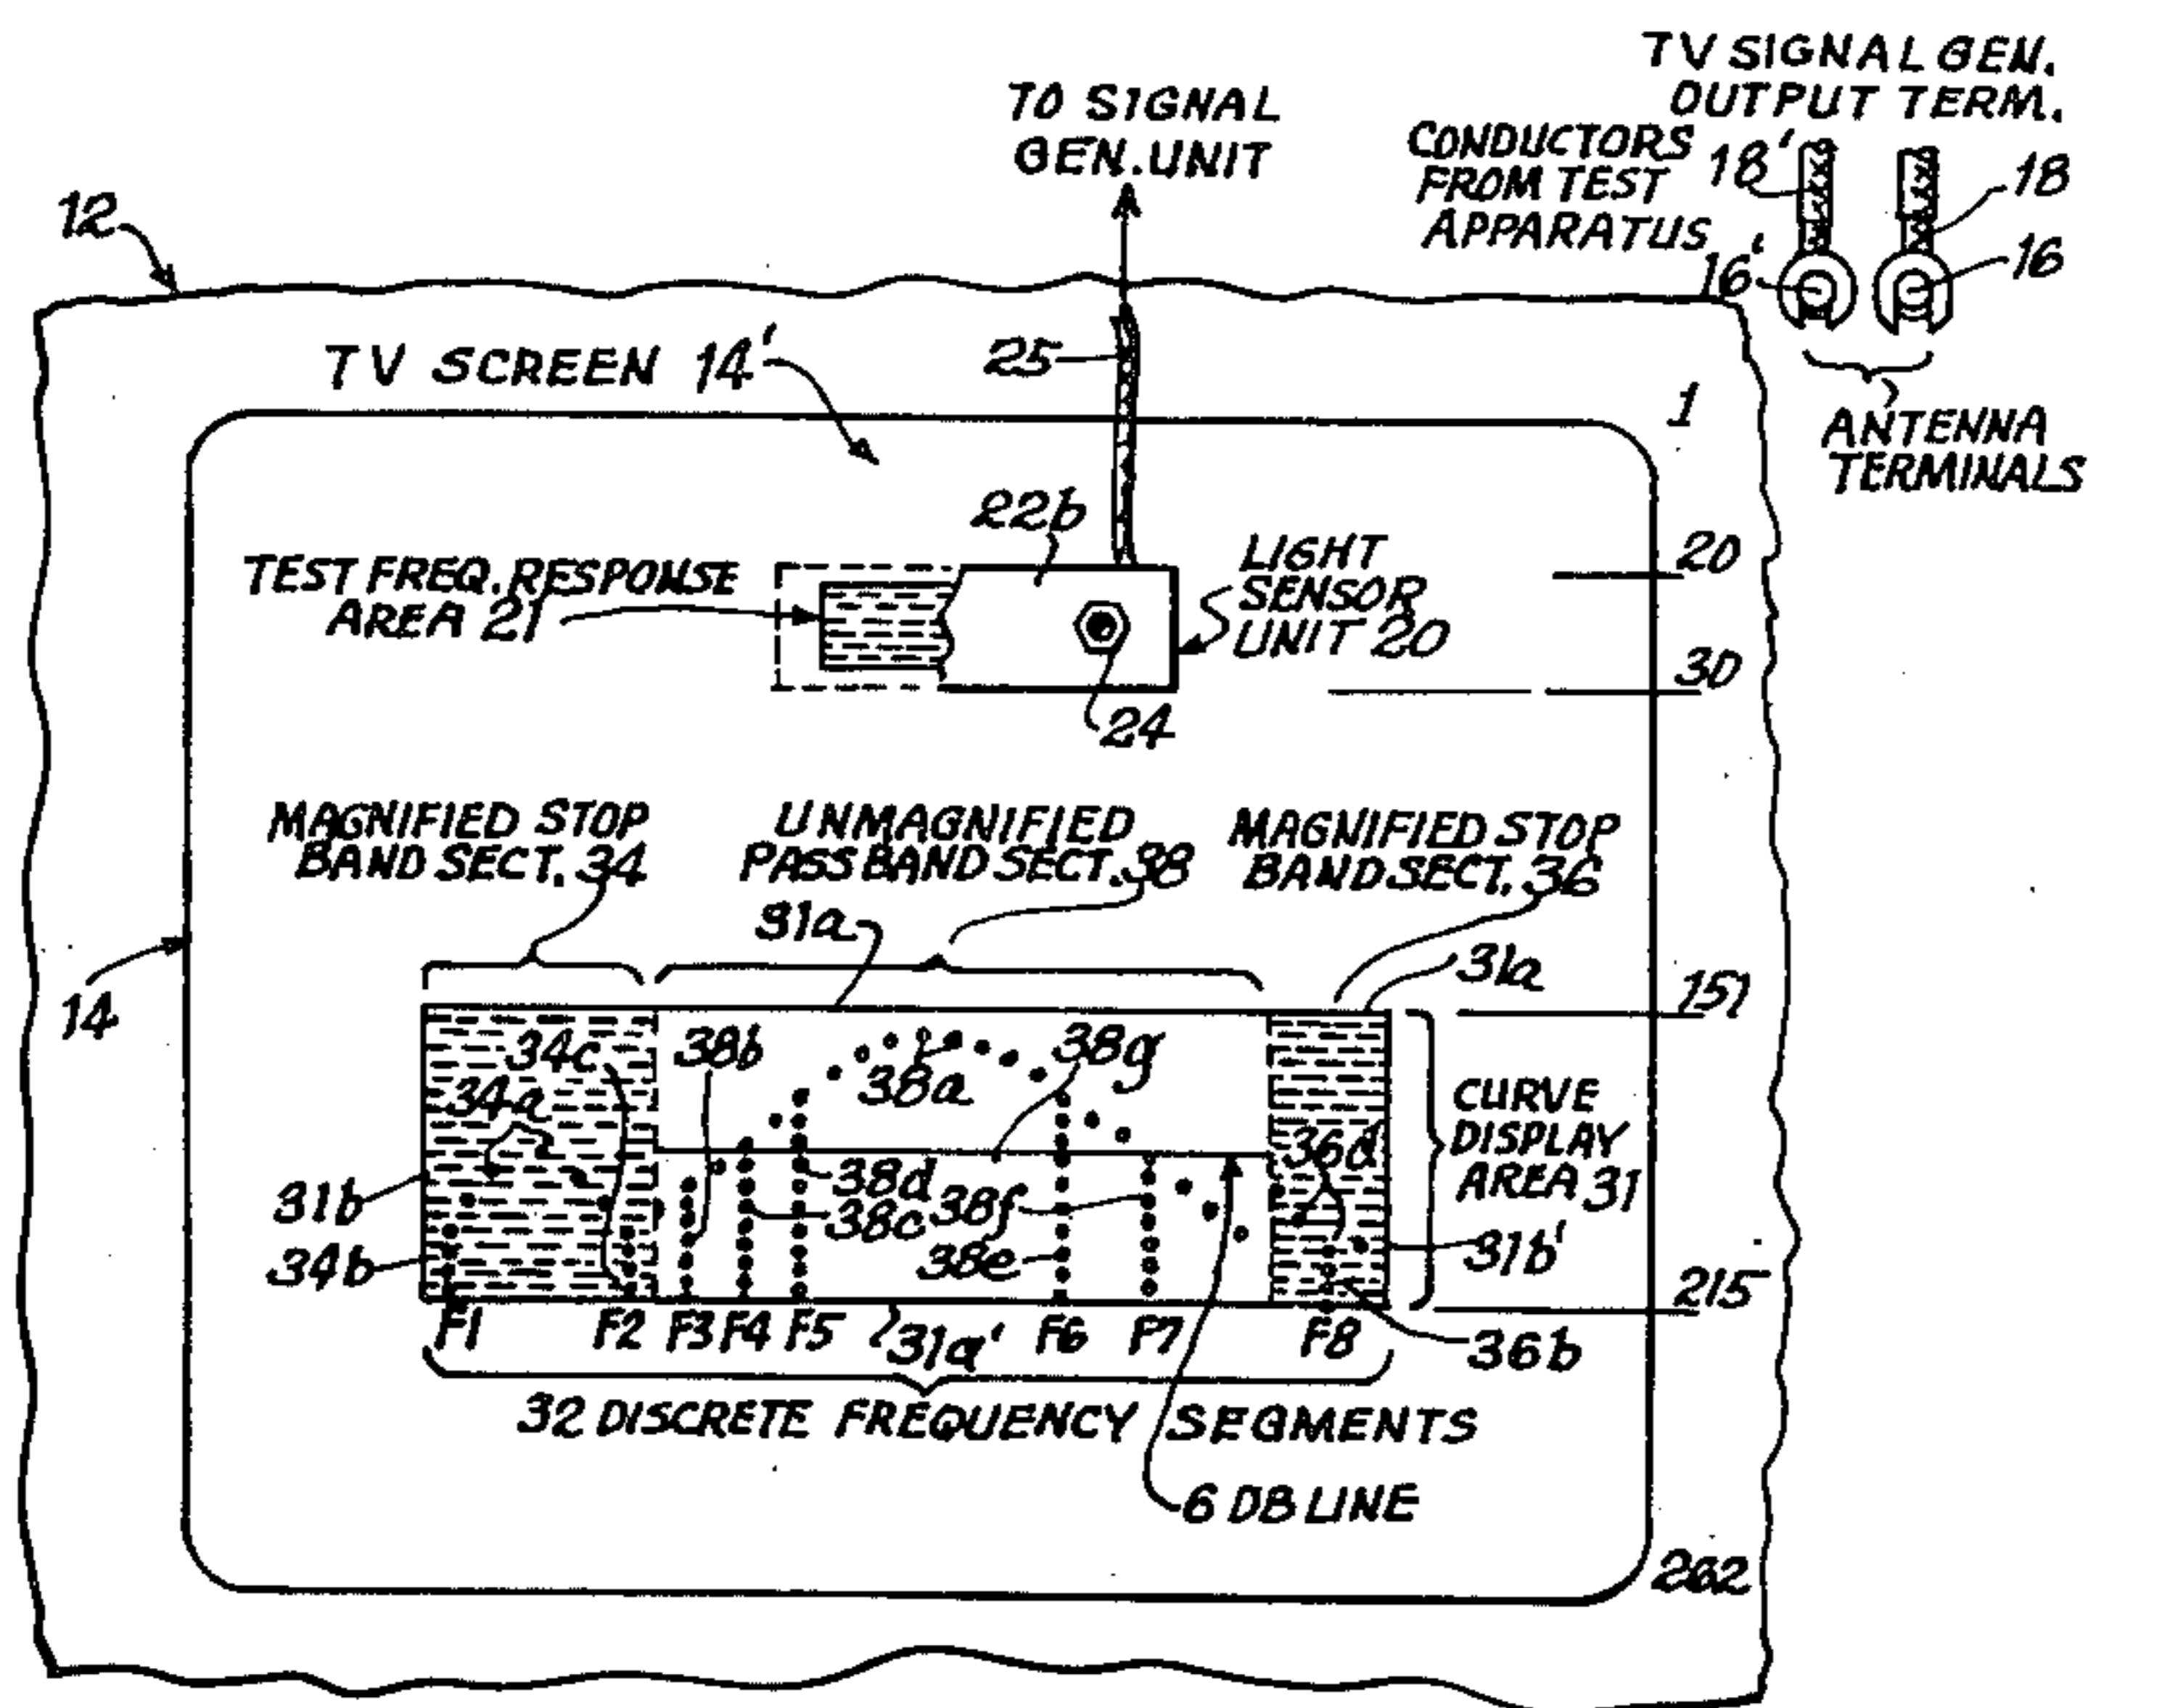 TV SIGNAL GEN.
OUTPUT TERM.
TO SIGNAL
GEN. UNIT
CONDUCTORS
FROM TEST
APPARATUS
18'
18
16'
16
12
TV SCREEN 14'
25
1
ANTENNA
TERMINALS
22b
TEST FREQ. RESPONSE
AREA 21
LIGHT
SENSOR
UNIT 20
20
30
24
MAGNIFIED STOP
BAND SECT. 34
UNMAGNIFIED
PASS BAND SECT. 38
MAGNIFIED STOP
BAND SECT. 36
31a
31a
14
151
34c
38b
38a
38g
34a
36a
CURVE
DISPLAY
AREA 31
38d
38c
38f
38e
31b
34b
31b'
215
F1
F2
F3
F4
F5
31a'
F6
F7
F8
36b
32 DISCRETE FREQUENCY SEGMENTS
6 DB LINE
262